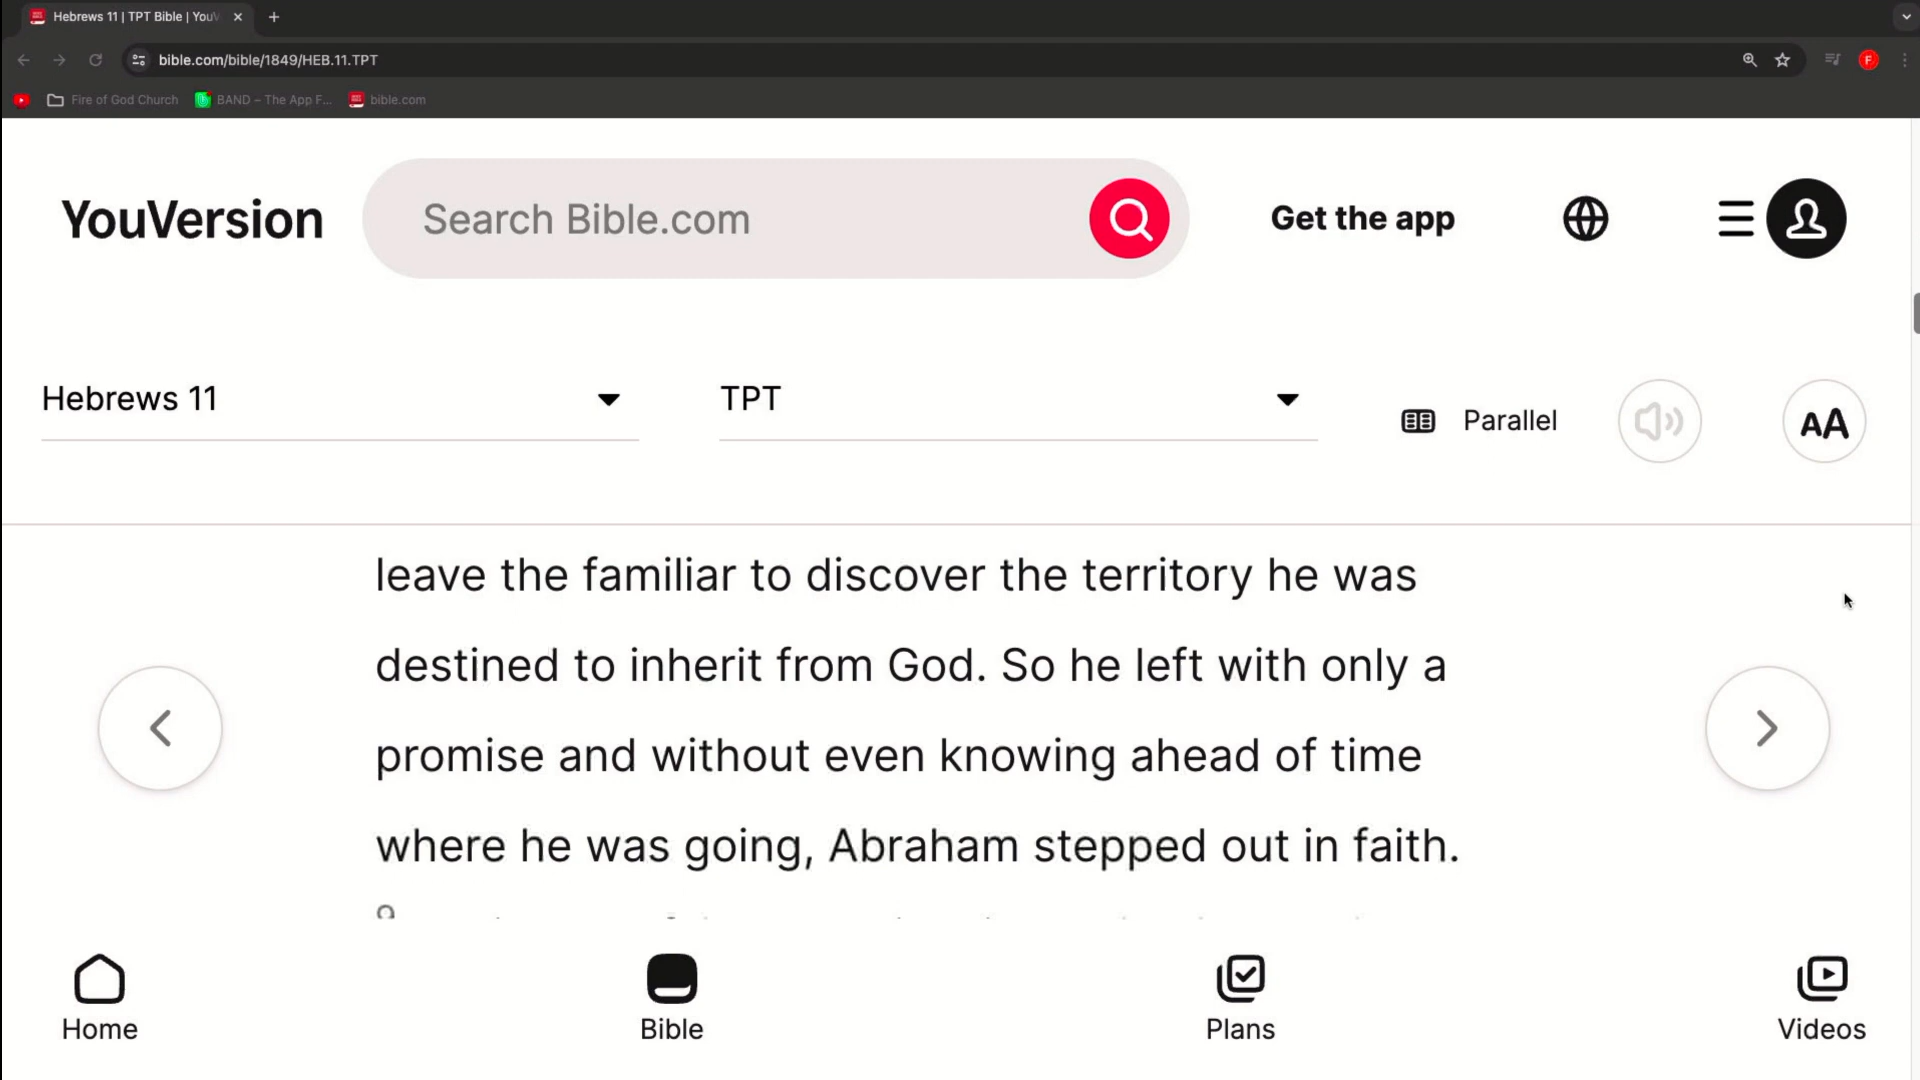 Hebrews 11 | TPT Bible | YouV
bible.com/bible/1849/HEB.11.TPT
Fire of God Church
BAND – The App F...
bible.com
YouVersion
Search Bible.com
Get the app
Hebrews 11
TPT
Parallel
AA
leave the familiar to discover the territory he was
destined to inherit from God. So he left with only a
promise and without even knowing ahead of time
where he was going, Abraham stepped out in faith.
Home
Bible
Plans
Videos